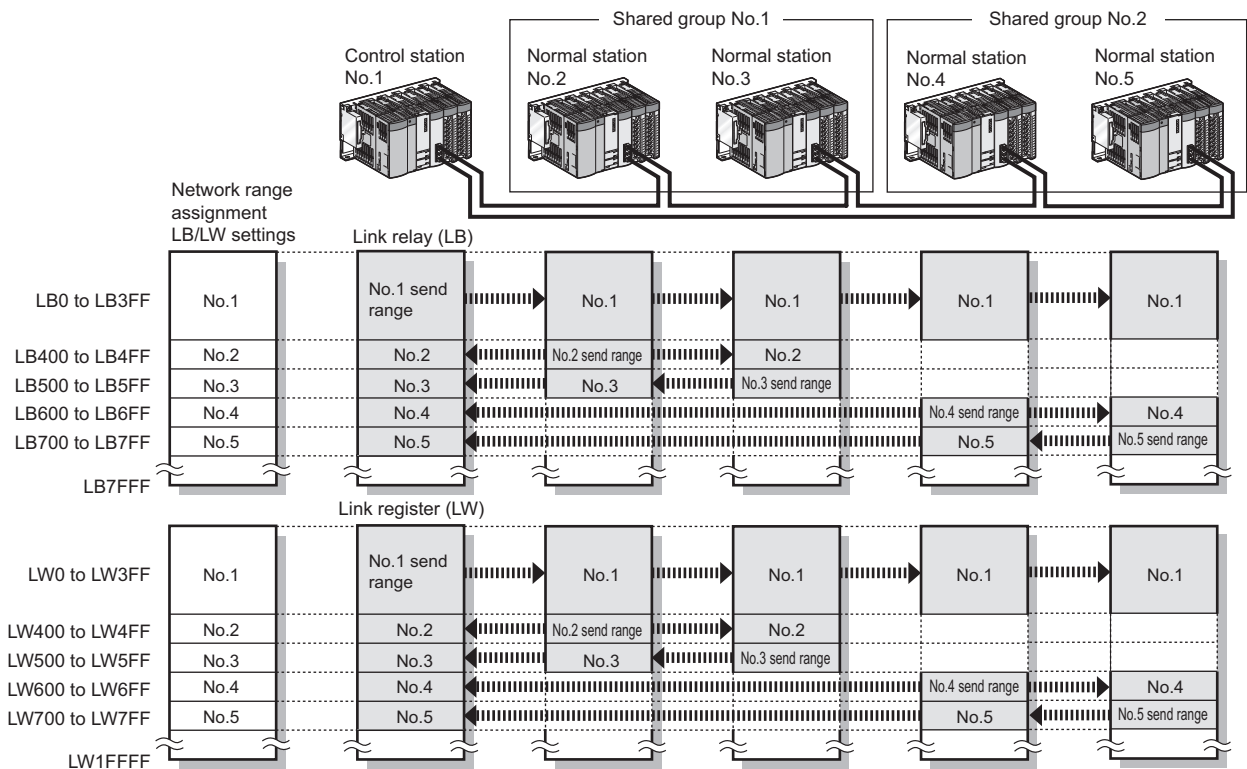 Shared group No.1
Shared group No.2
Control station
No.1
Normal station
No.2
Normal station
No.3
Normal station
No.4
Normal station
No.5
Network range
assignment
LB/LW settings
Link relay (LB)
LB0 to LB3FF
No.1
No.1 send
range
No.1
No.1
No.1
No.1
LB400 to LB4FF
No.2
No.2
No.2 send range
No.2
LB500 to LB5FF
No.3
No.3
No.3
No.3 send range
LB600 to LB6FF
No.4
No.4
No.4 send range
No.4
LB700 to LB7FF
No.5
No.5
No.5
No.5 send range
LB7FFF
Link register (LW)
LW0 to LW3FF
No.1
No.1 send
range
No.1
No.1
No.1
No.1
LW400 to LW4FF
No.2
No.2
No.2 send range
No.2
LW500 to LW5FF
No.3
No.3
No.3
No.3 send range
LW600 to LW6FF
No.4
No.4
No.4 send range
No.4
LW700 to LW7FF
No.5
No.5
No.5
No.5 send range
LW1FFFF